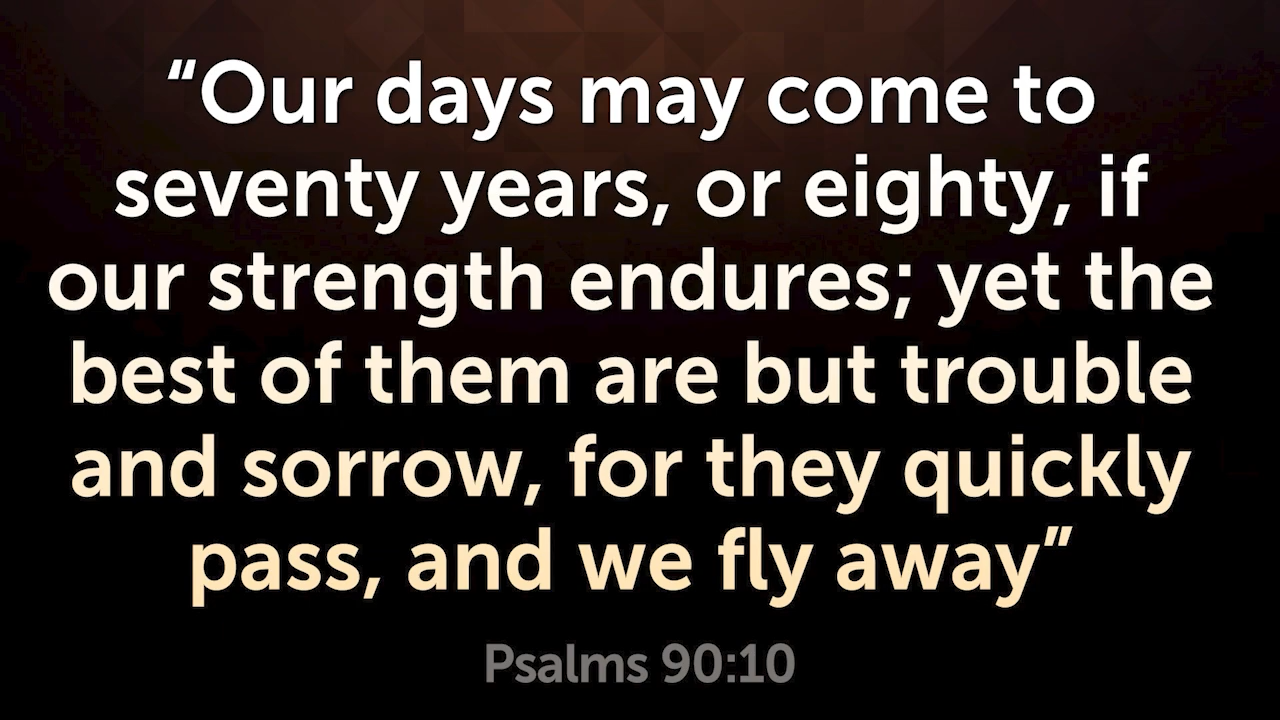 “Our days may come to
seventy years, or eighty, if
our strength endures; yet the
best of them are but trouble
and sorrow, for they quickly
pass, and we fly away”
Psalms 90:10